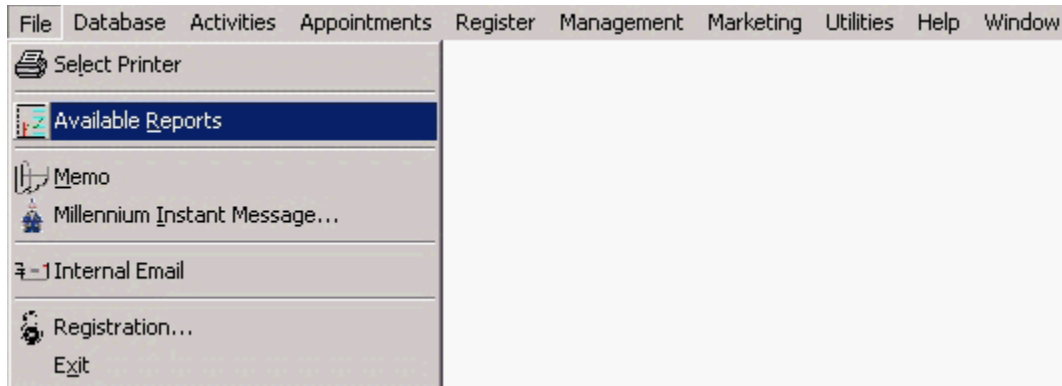 File Database Activities Appointments Register Management Marketing Utilities Help Window
Select Printer
Available Reports
Memo
Millennium Instant Message...
Internal Email
Registration...
Exit